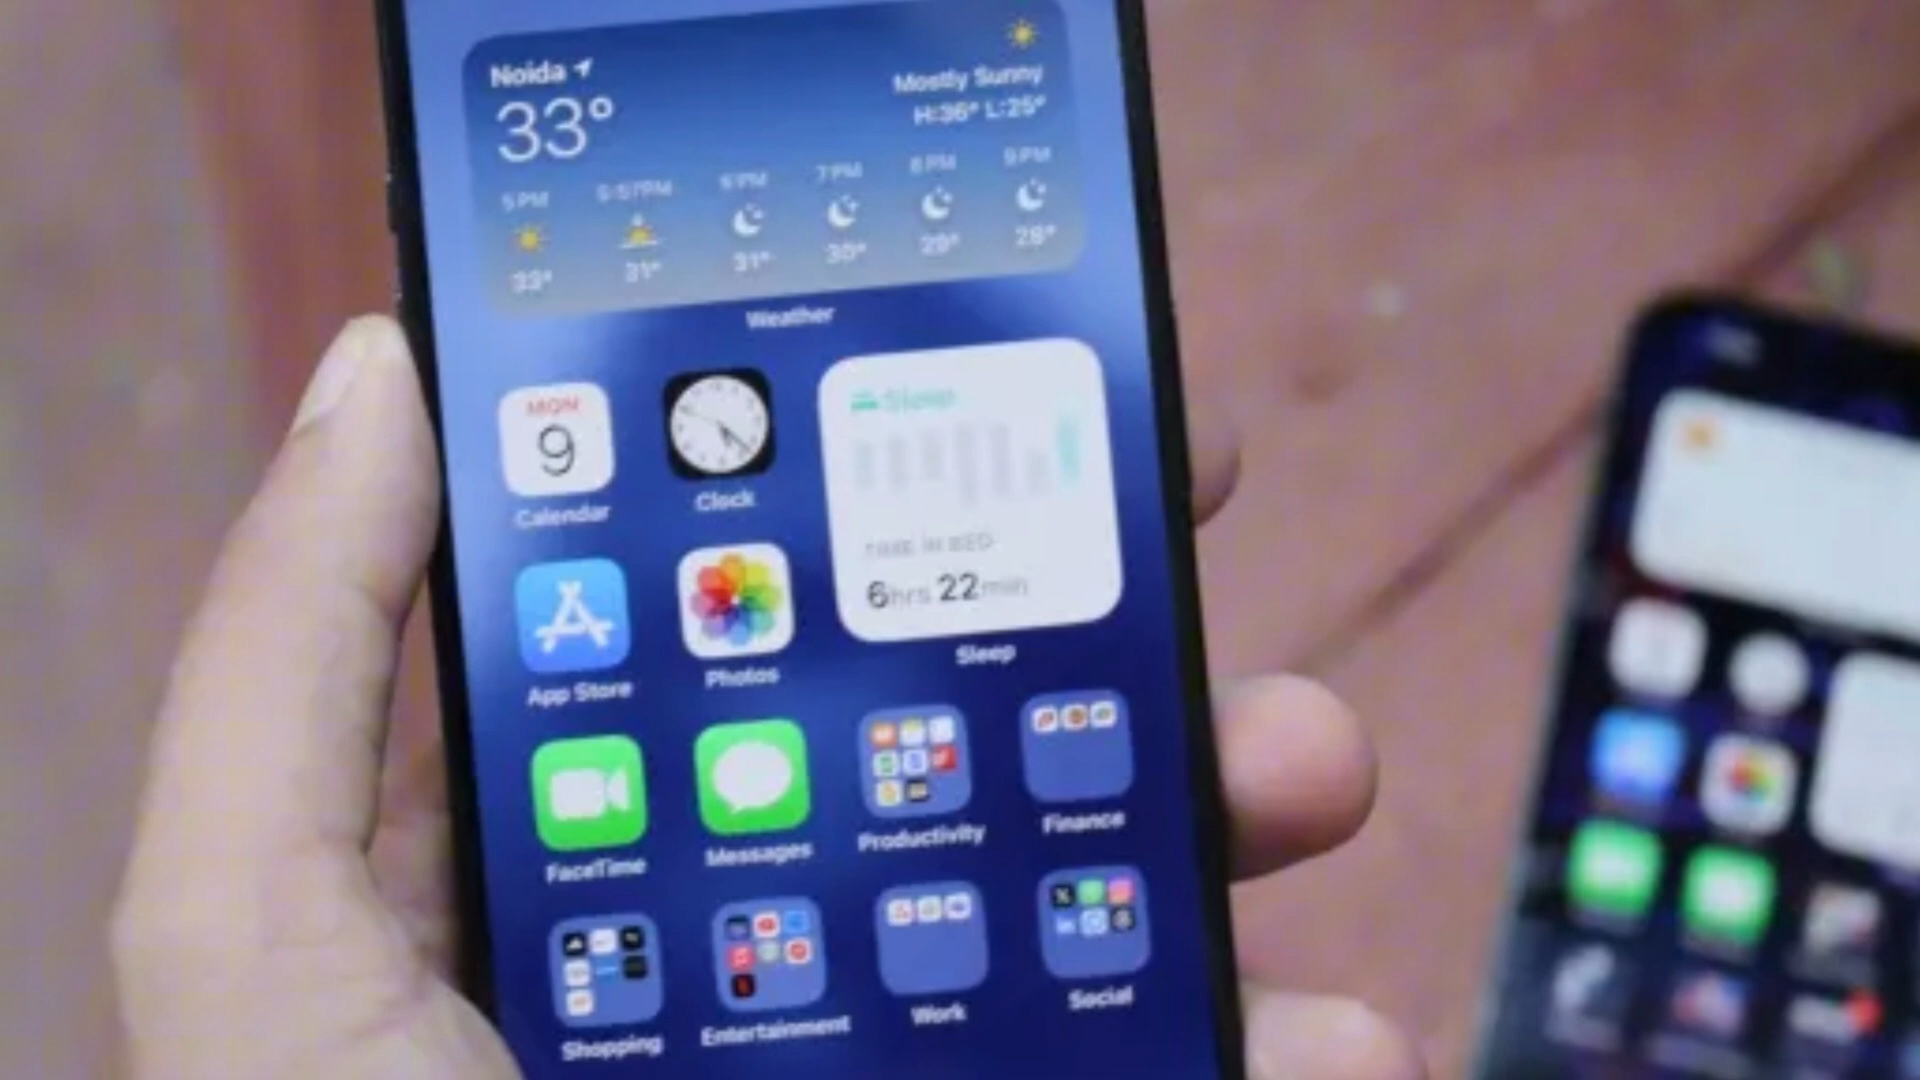 Noida
33°
Mostly Sunny
H:36° L:25°
5PM 5:57PM 6PM 7PM 8PM 9PM
33° 31° 31° 30° 29° 28°
Weather
MON
9
Calendar
Clock
Sleep
TIME IN BED
6hrs 22min
Sleep
App Store
Photos
FaceTime
Messages
Productivity
Finance
Shopping
Entertainment
Work
Social